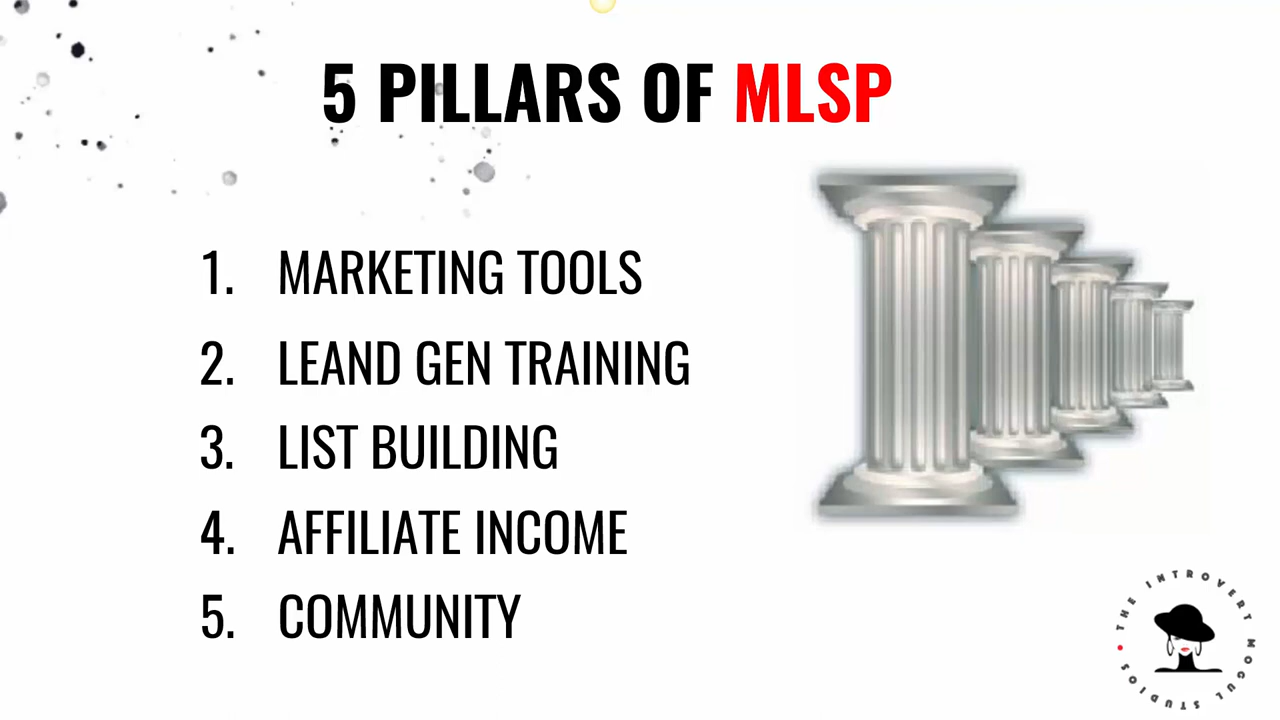 5 PILLARS OF MLSP
1. MARKETING TOOLS
2. LEAND GEN TRAINING
3. LIST BUILDING
4. AFFILIATE INCOME
5. COMMUNITY
THE INTROVERT MOGUL STUDIOS